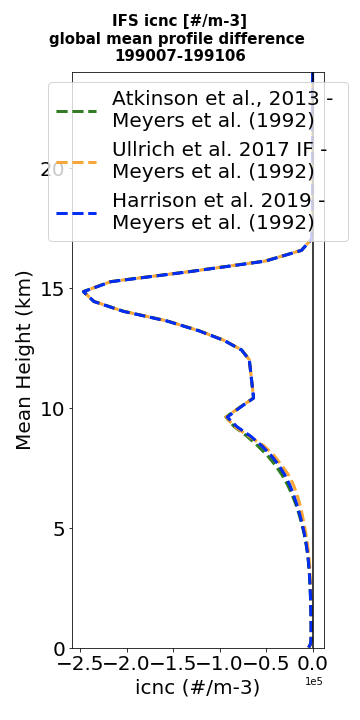 IFS icnc [#/m-3]
global mean profile difference
199007-199106
Atkinson et al., 2013 -
Meyers et al. (1992)
Ullrich et al. 2017 IF -
Meyers et al. (1992)
Harrison et al. 2019 -
Meyers et al. (1992)
20
15
10
5
0
Mean Height (km)
−2.5 −2.0 −1.5 −1.0 −0.5 0.0
1e5
icnc (#/m-3)